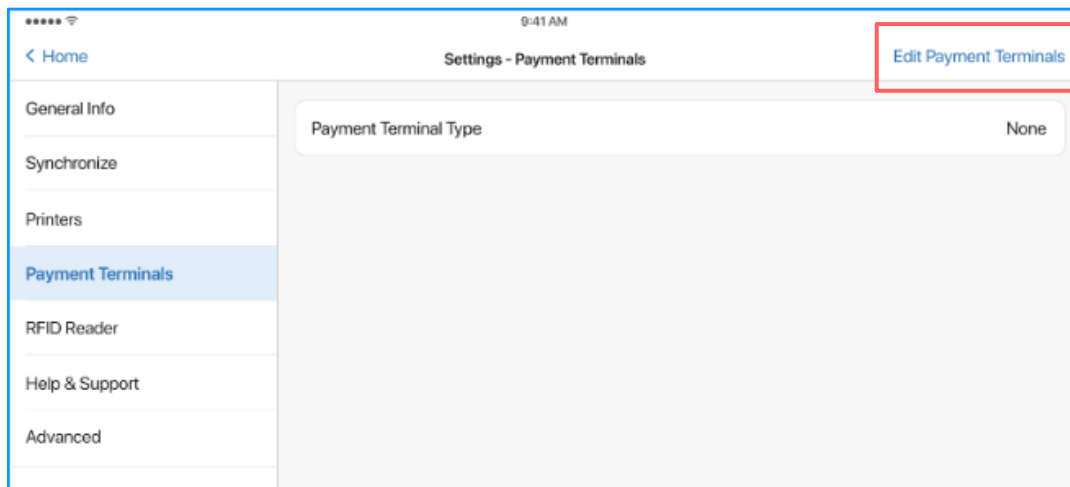 9:41 AM
< Home
Settings - Payment Terminals
Edit Payment Terminals
General Info
Synchronize
Printers
Payment Terminals
RFID Reader
Help & Support
Advanced
Payment Terminal Type
None